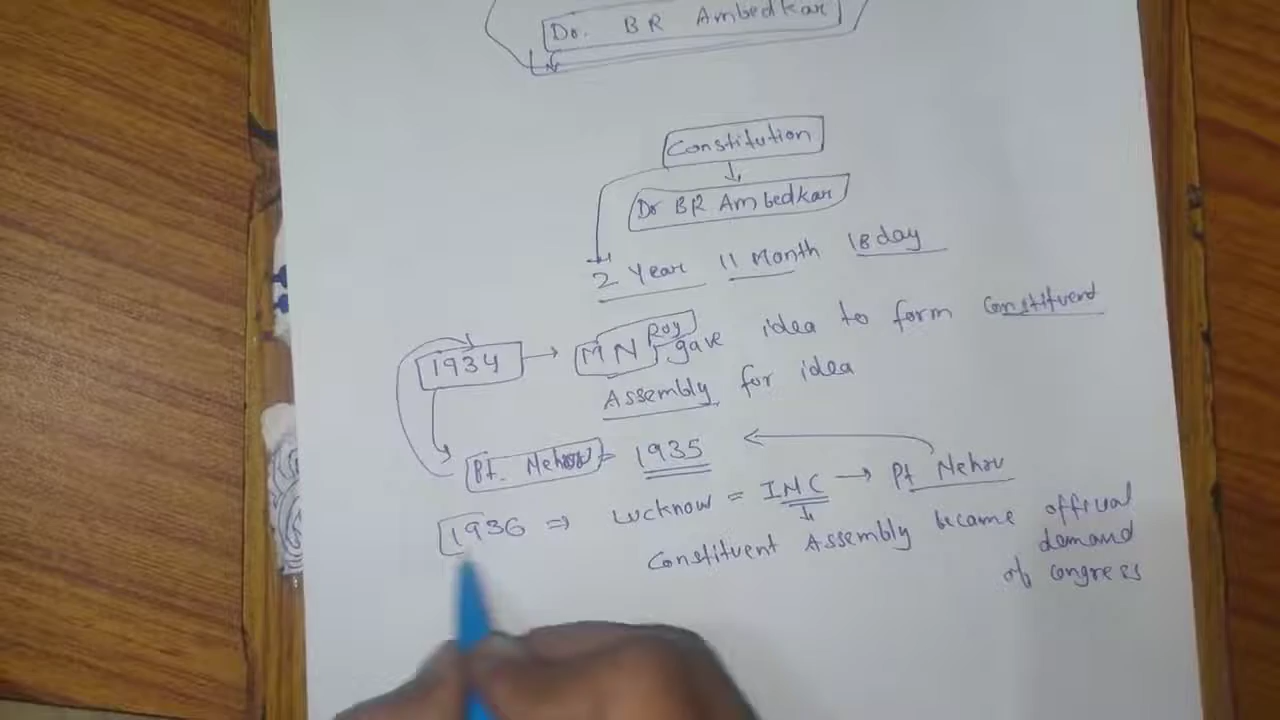 Dr. BR Ambedkar
Constitution
Dr BR Ambedkar
2 Year 11 Month 18 day
1934 → MN Roy gave idea to form Constituent
Assembly for idea
Pt. Nehru = 1935
1936 ⇒ Lucknow = INC → Pt Nehru
Constituent Assembly became official
demand
of congress